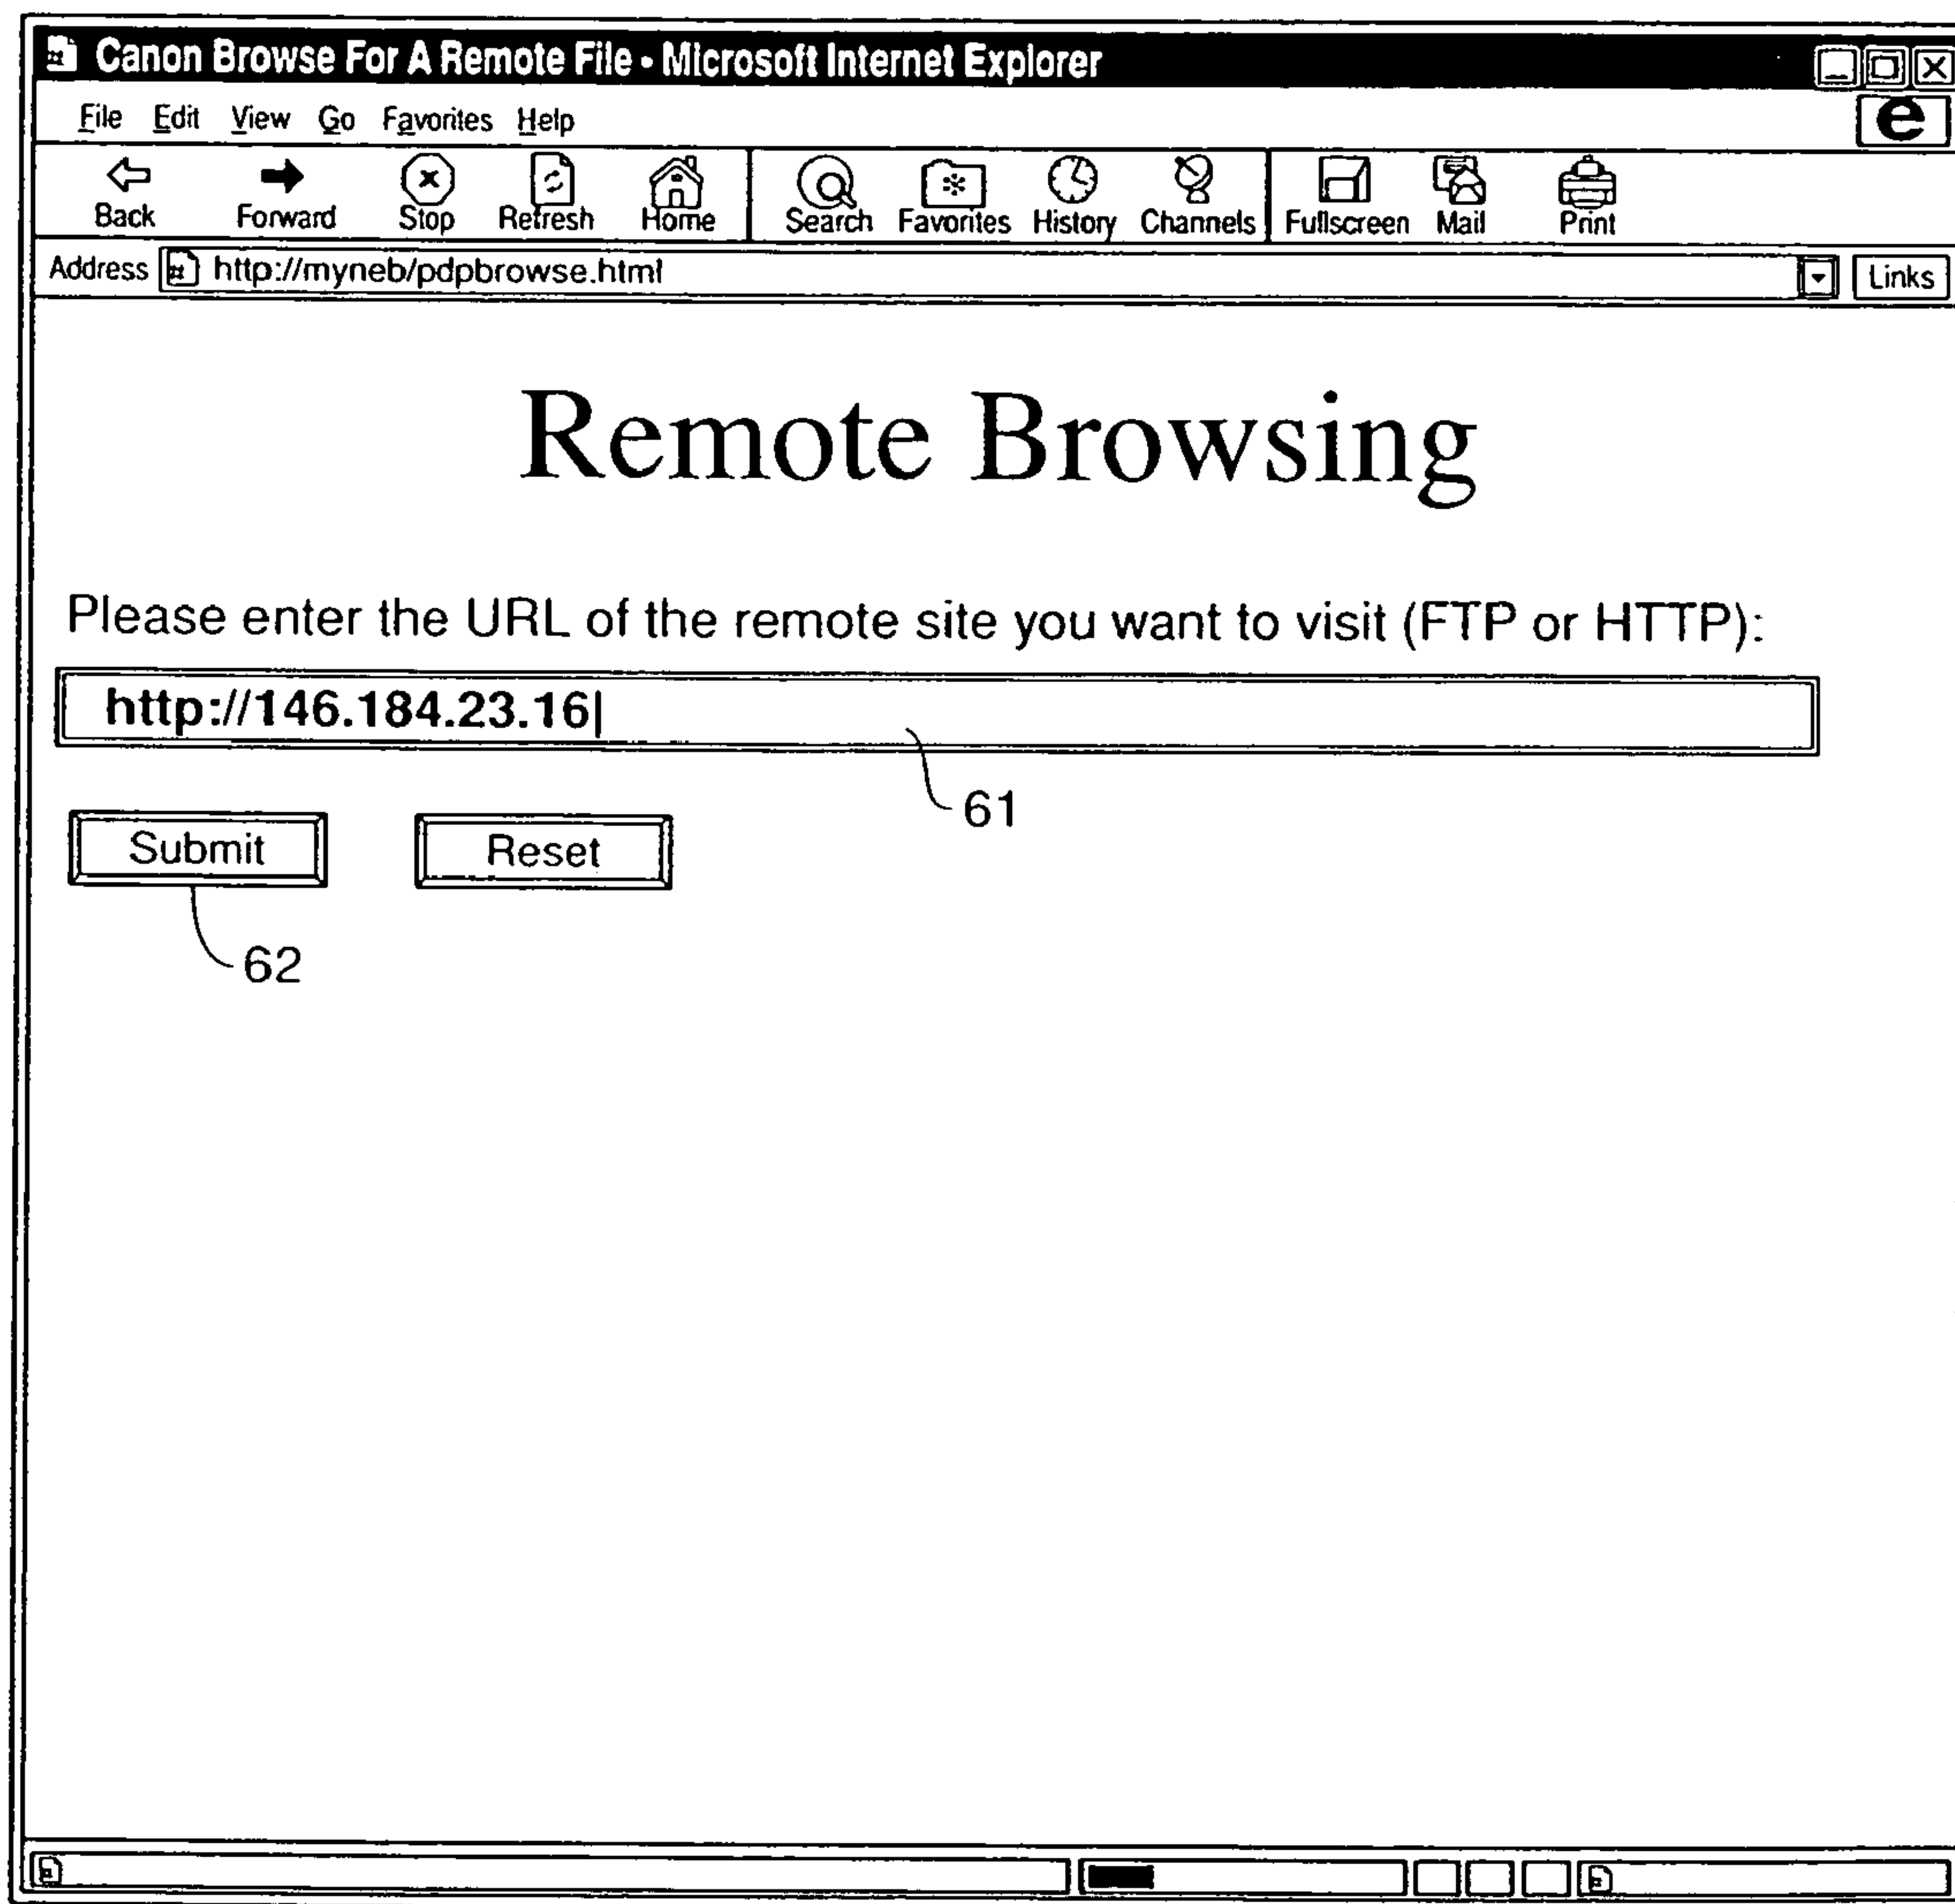 Canon Browse For A Remote File • Microsoft Internet Explorer
File Edit View Go Favorites Help
Back Forward Stop Refresh Home Search Favorites History Channels Fullscreen Mail Print
Address http://myneb/pdpbrowse.html Links
Remote Browsing
Please enter the URL of the remote site you want to visit (FTP or HTTP):
http://146.184.23.16
61
Submit Reset
62